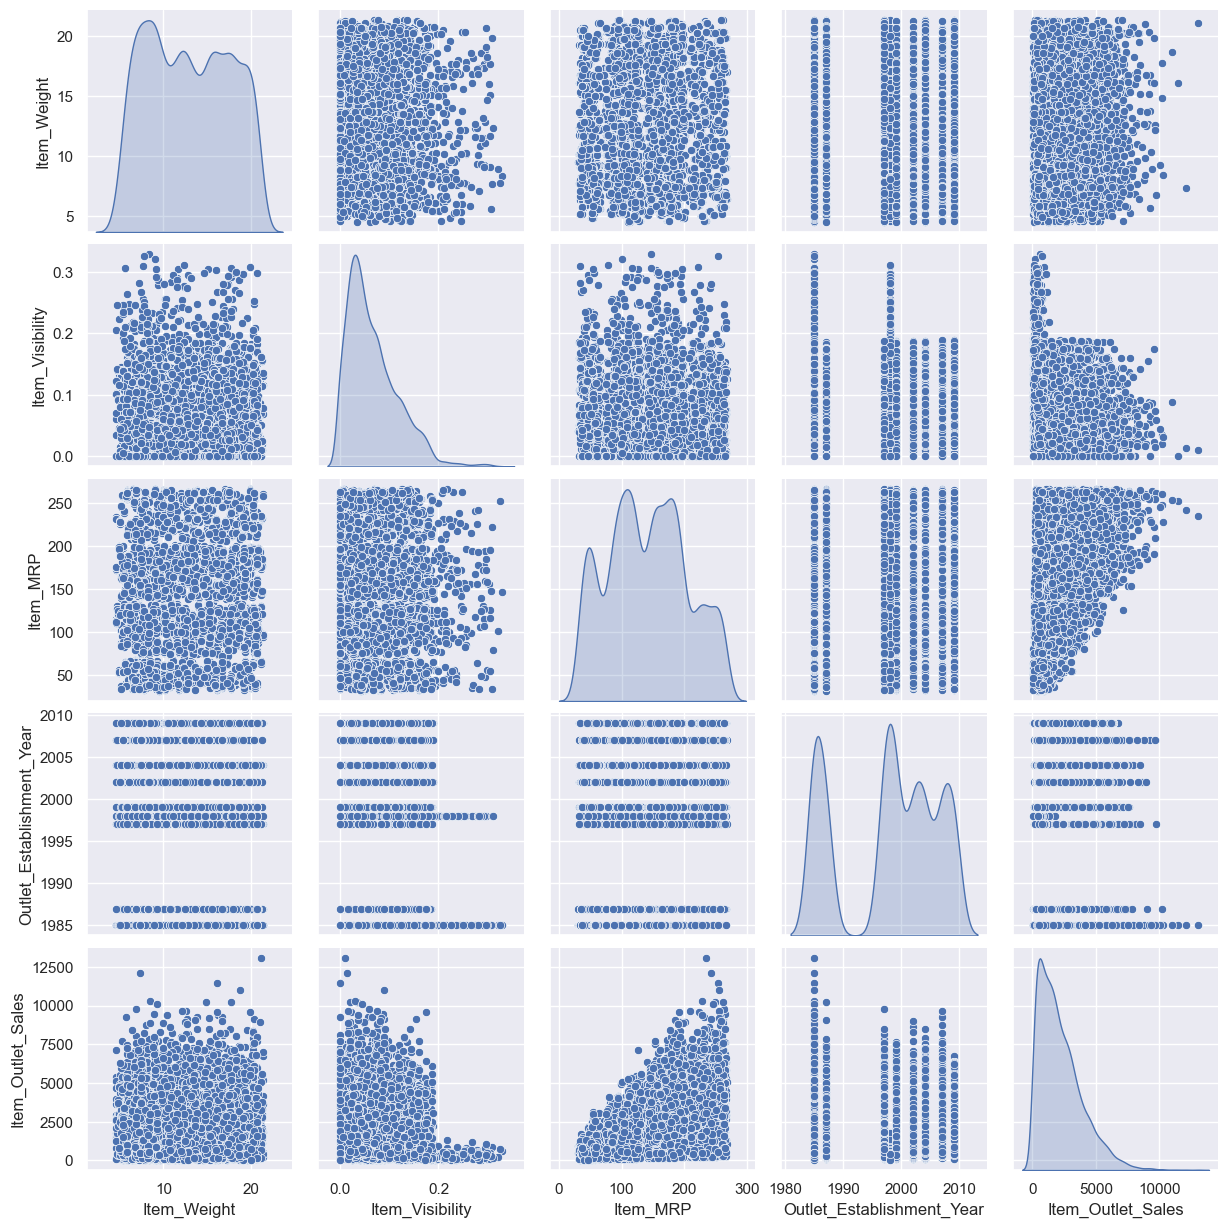 20
15
10
5
Item_Weight
0.3
0.2
0.1
0.0
Item_Visibility
250
200
150
100
50
Item_MRP
2010
2005
2000
1995
1990
1985
Outlet_Establishment_Year
12500
10000
7500
5000
2500
0
Item_Outlet_Sales
10 20
Item_Weight
0.0 0.2
Item_Visibility
0 100 200 300
Item_MRP
1980 1990 2000 2010
Outlet_Establishment_Year
0 5000 10000
Item_Outlet_Sales